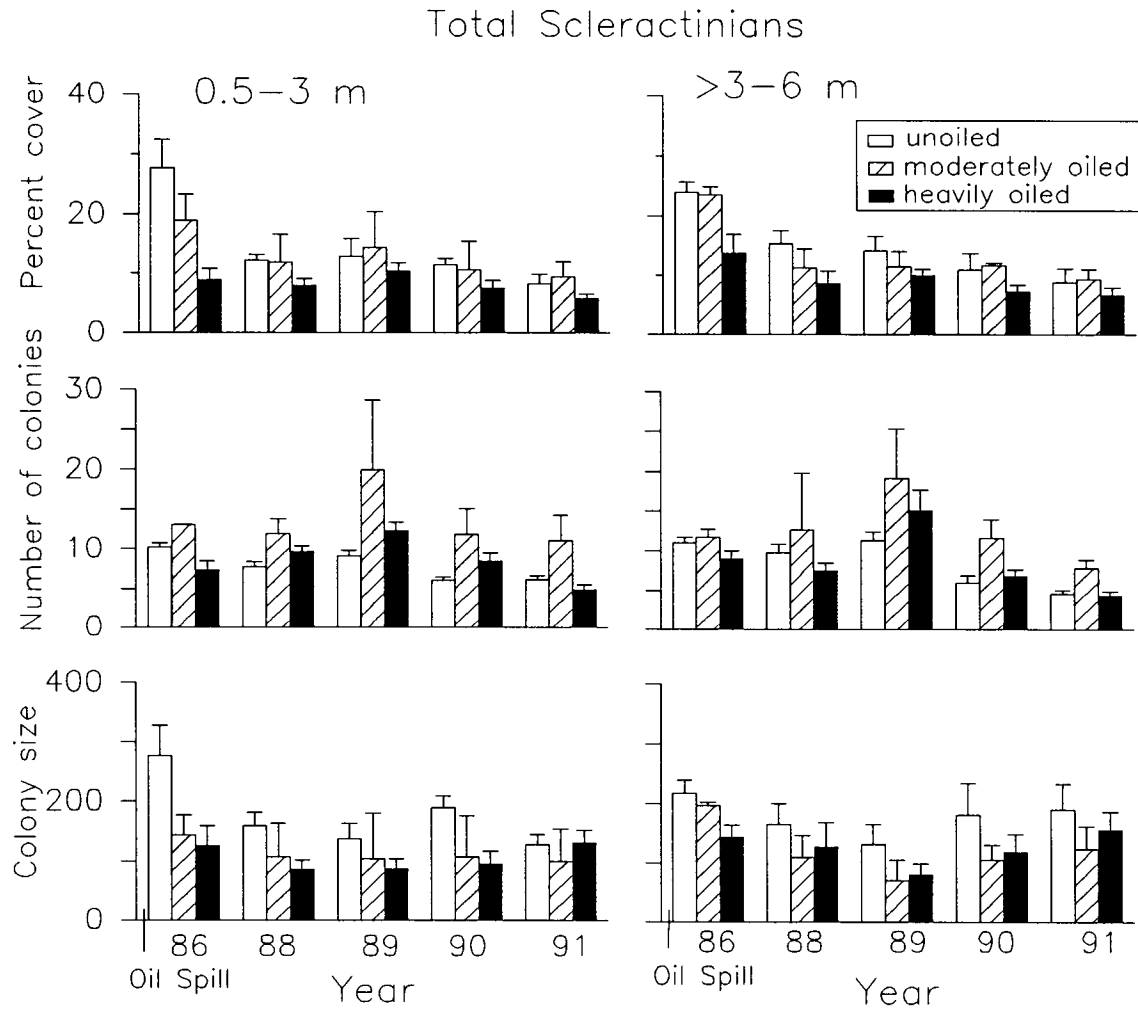 Total Scleractinians
0.5-3 m
>3-6 m
unoiled
moderately oiled
heavily oiled
Percent cover
40
20
0
Number of colonies
30
20
10
0
Colony size
400
200
0
86 88 89 90 91
Oil Spill
Year
86 88 89 90 91
Oil Spill
Year